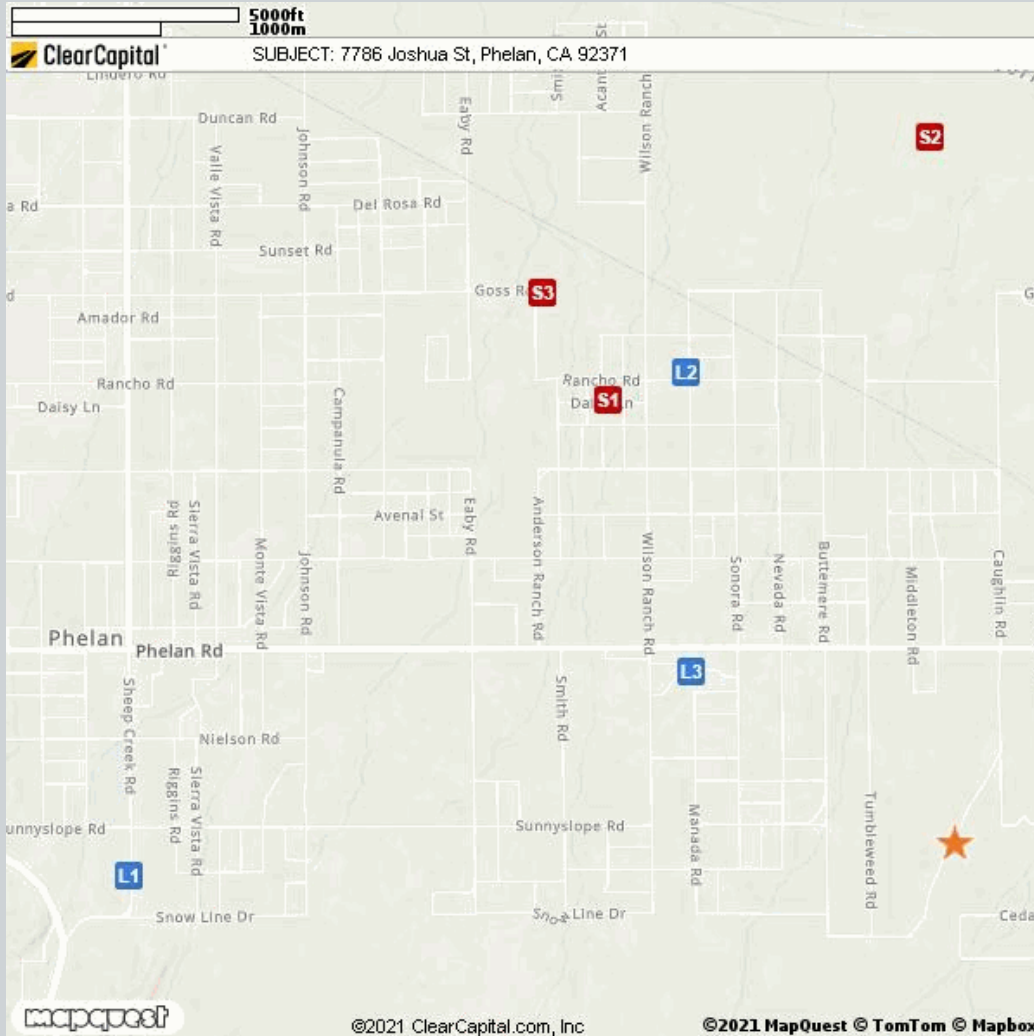 5000ft
1000m
ClearCapital
SUBJECT: 7786 Joshua St, Phelan, CA 92371
Duncan Rd
Eaby Rd
Wilson Ranch
Johnson Rd
Valle Vista Rd
S2
a Rd
Del Rosa Rd
Sunset Rd
Goss R
S3
d
G
Amador Rd
L2
Rancho Rd
Rancho Rd
S1
Daisy Ln
Campanula Rd
Avenal St
Riggins Rd
Sierra Vista Rd
Eaby Rd
Anderson Ranch Rd
Monte Vista Rd
Johnson Rd
Wilson Ranch Rd
Sonora Rd
Nevada Rd
Buttemere Rd
Middleton Rd
Caughlin Rd
Phelan
Phelan Rd
L3
Sheep Creek Rd
Smith Rd
Nielson Rd
Riggins Rd
Sierra Vista Rd
Manada Rd
Tumbleweed Rd
unnyslope Rd
Sunnyslope Rd
L1
Snow Line Dr
Line Dr
Ceda
mapquest
©2021 ClearCapital.com, Inc
©2021 MapQuest © TomTom © Mapbox